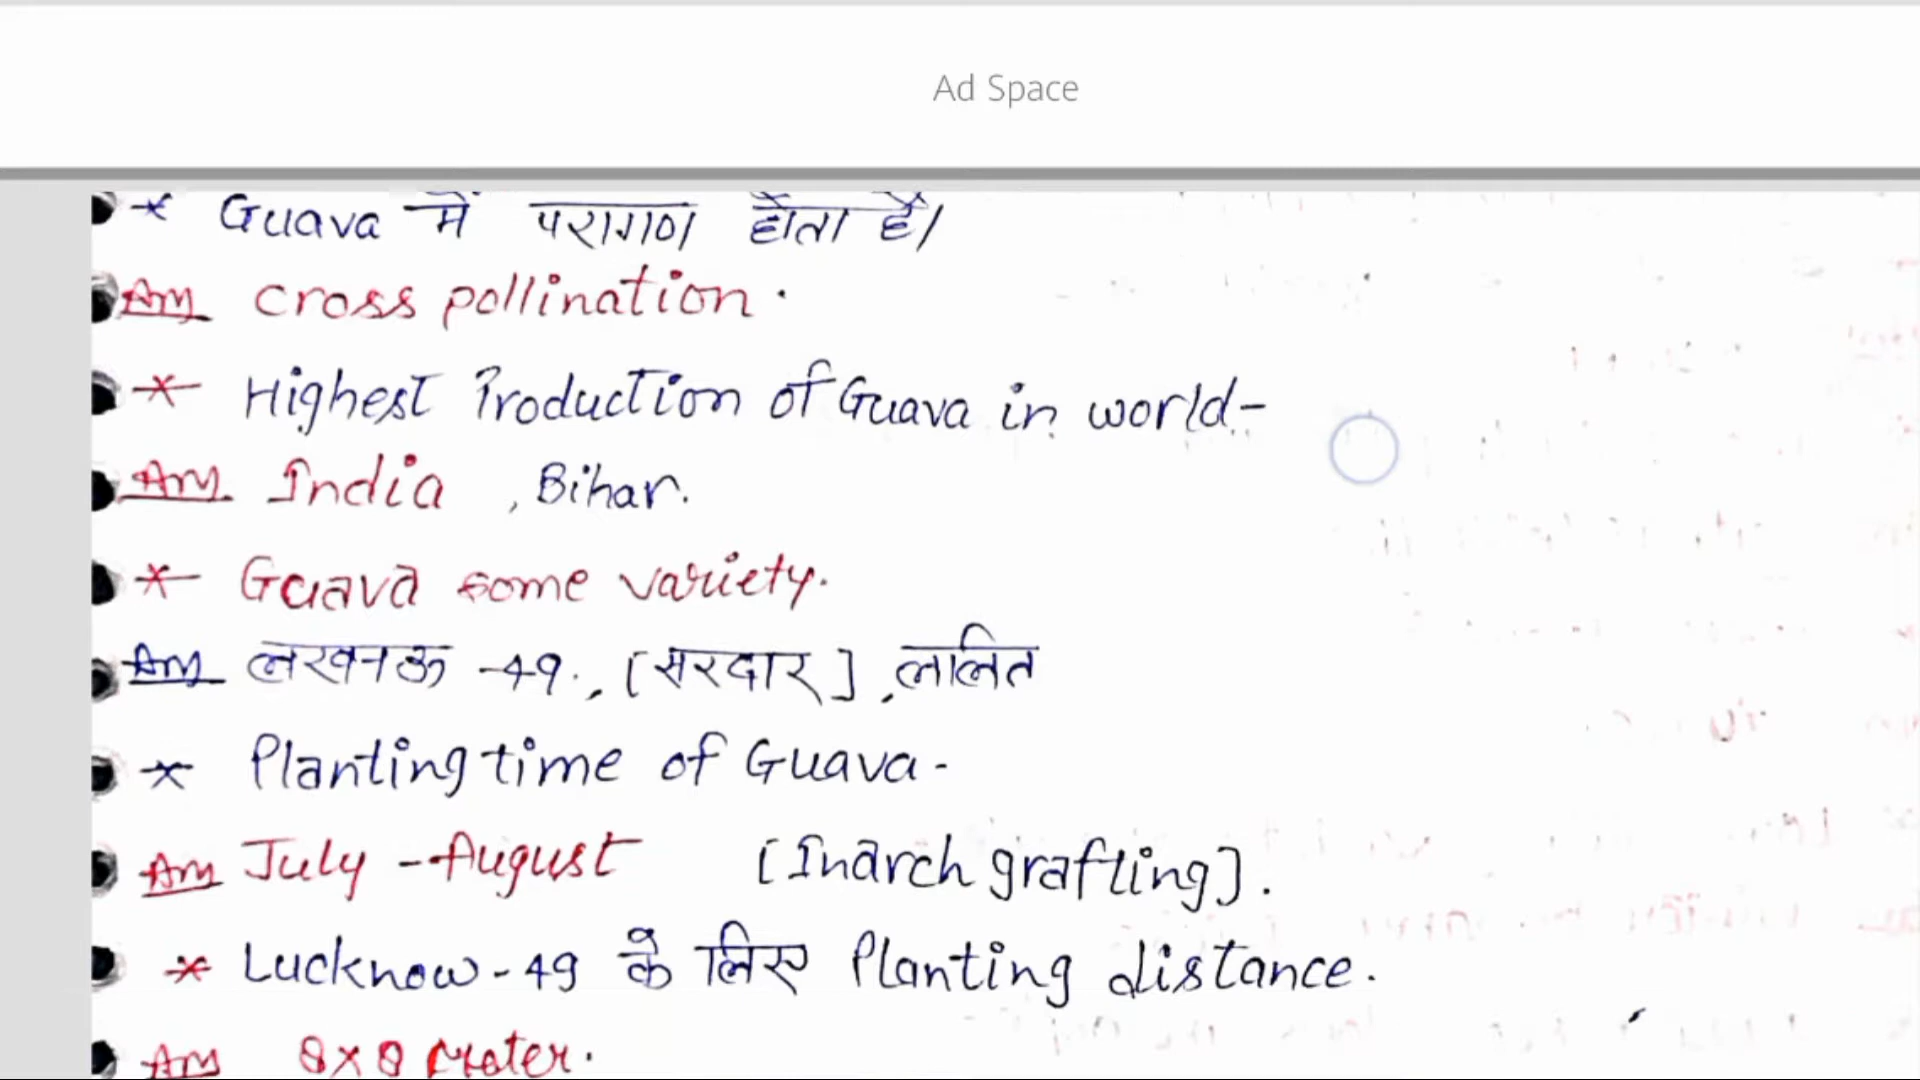 Ad Space
* Guava में परागण होता है।
Ans cross pollination.
* Highest Production of Guava in world-
Ans India , Bihar.
* Guava some variety.
Ans लखनऊ -49., [सरदार] , ललित
* Planting time of Guava -
Ans July - August [Inarch grafting].
* Lucknow - 49 के लिए Planting distance.
Ans 8x8 meter.